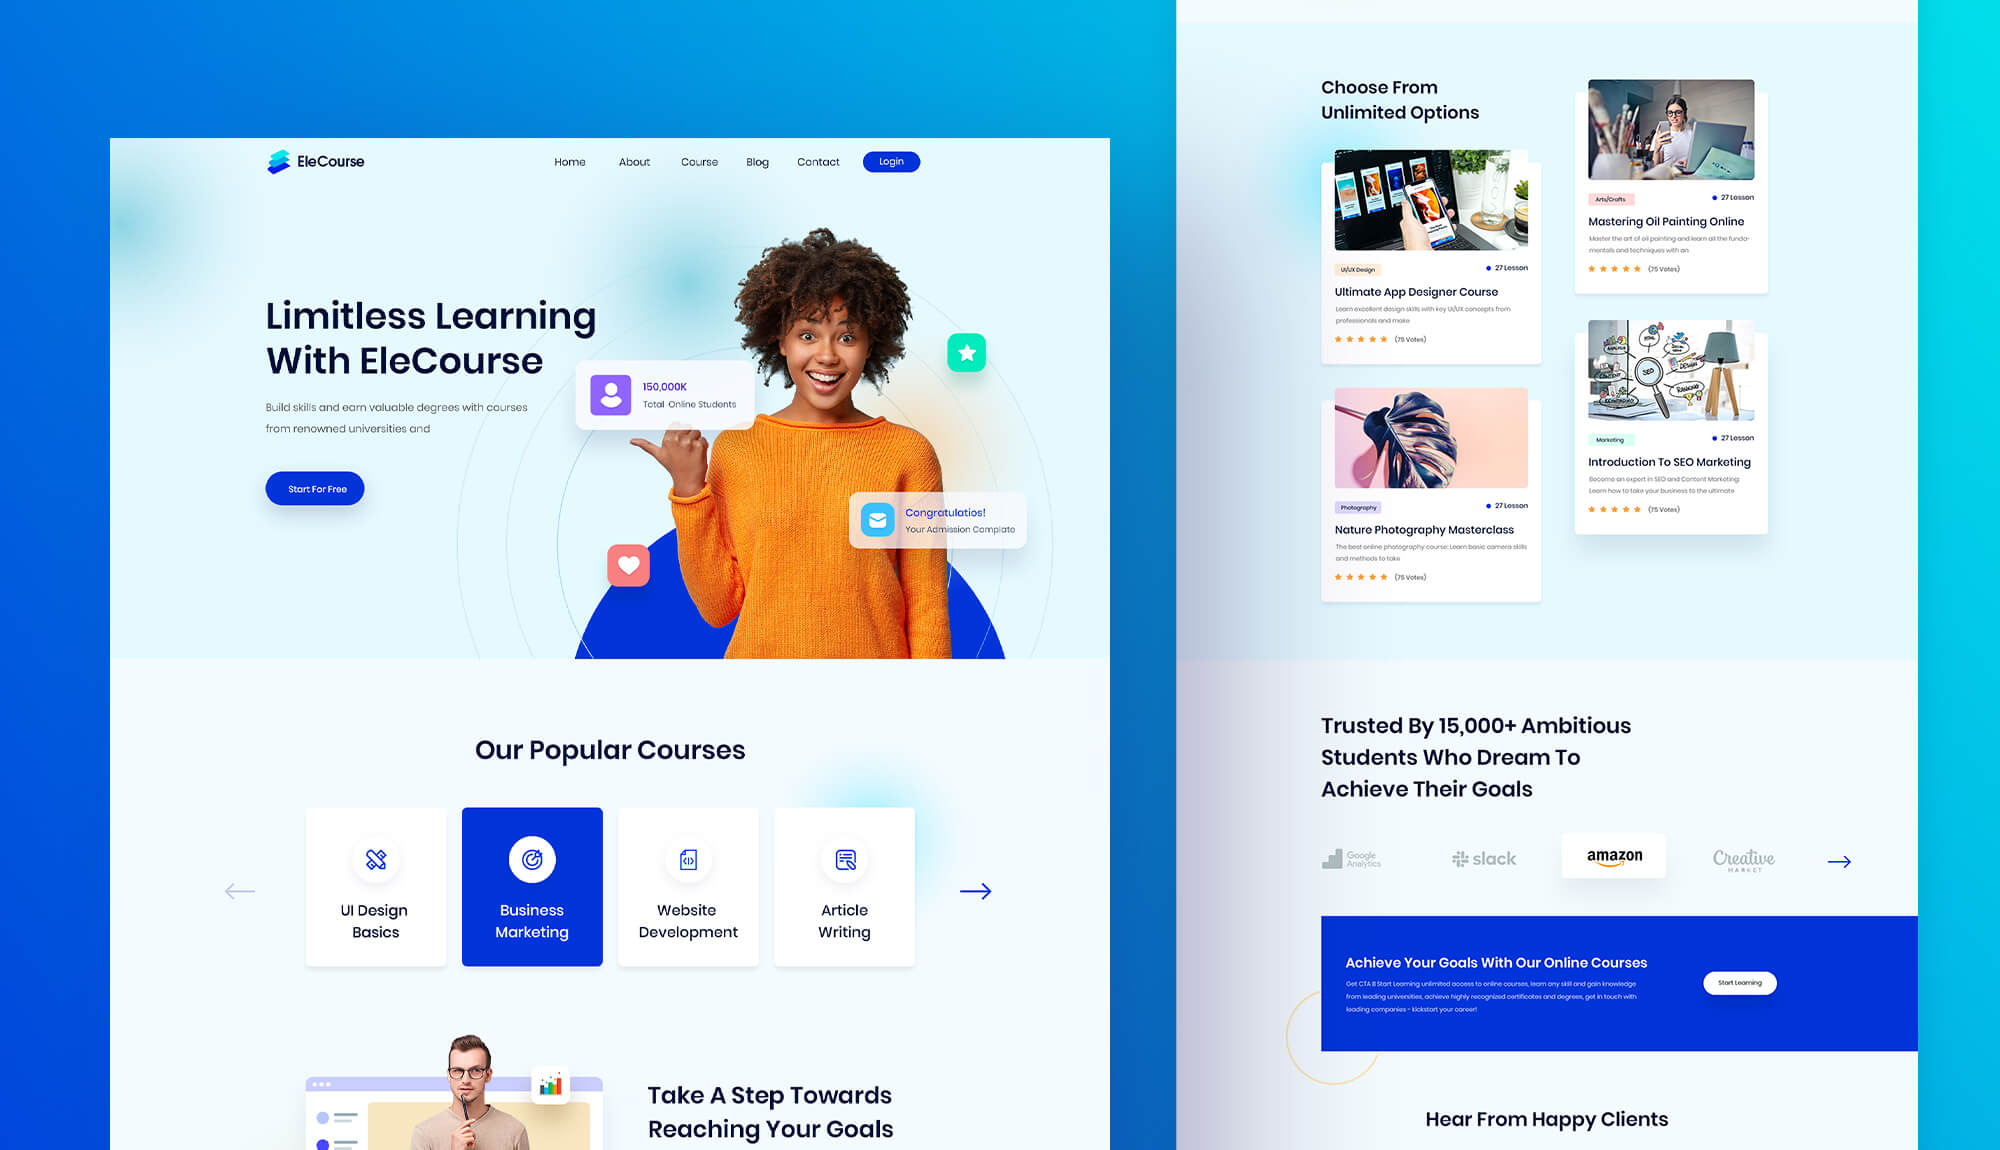 EleCourse
Home
About
Course
Blog
Contact
Login
Limitless Learning
With EleCourse
Build skills and earn valuable degrees with courses
from renowned universities and
Start For Free
150,000K
Total Online Students
Congratulatios!
Your Admission Complate
Our Popular Courses
UI Design
Basics
Business
Marketing
Website
Development
Article
Writing
Take A Step Towards
Reaching Your Goals
Choose From
Unlimited Options
UI/UX Design
27 Lesson
Ultimate App Designer Course
Learn excellent design skills with key UI/UX concepts from
professionals and make
(75 Votes)
Photography
27 Lesson
Nature Photography Masterclass
The best online photography course: Learn basic camera skills
and methods to take
(75 Votes)
Arts/Crafts
27 Lesson
Mastering Oil Painting Online
Master the art of oil painting and learn all the funda-
mentals and techniques with an
(75 Votes)
SEO
DESIGN
RANKING
Marketing
27 Lesson
Introduction To SEO Marketing
Become an expert in SEO and Content Marketing:
Learn how to take your business to the ultimate
(75 Votes)
Trusted By 15,000+ Ambitious
Students Who Dream To
Achieve Their Goals
Google
Analytics
slack
amazon
Creative
MARKET
Achieve Your Goals With Our Online Courses
Get CTA B Start Learning unlimited access to online courses, learn any skill and gain knowledge
from leading universities, achieve highly recognized certificates and degrees, get in touch with
leading companies - kickstart your career!
Start Learning
Hear From Happy Clients